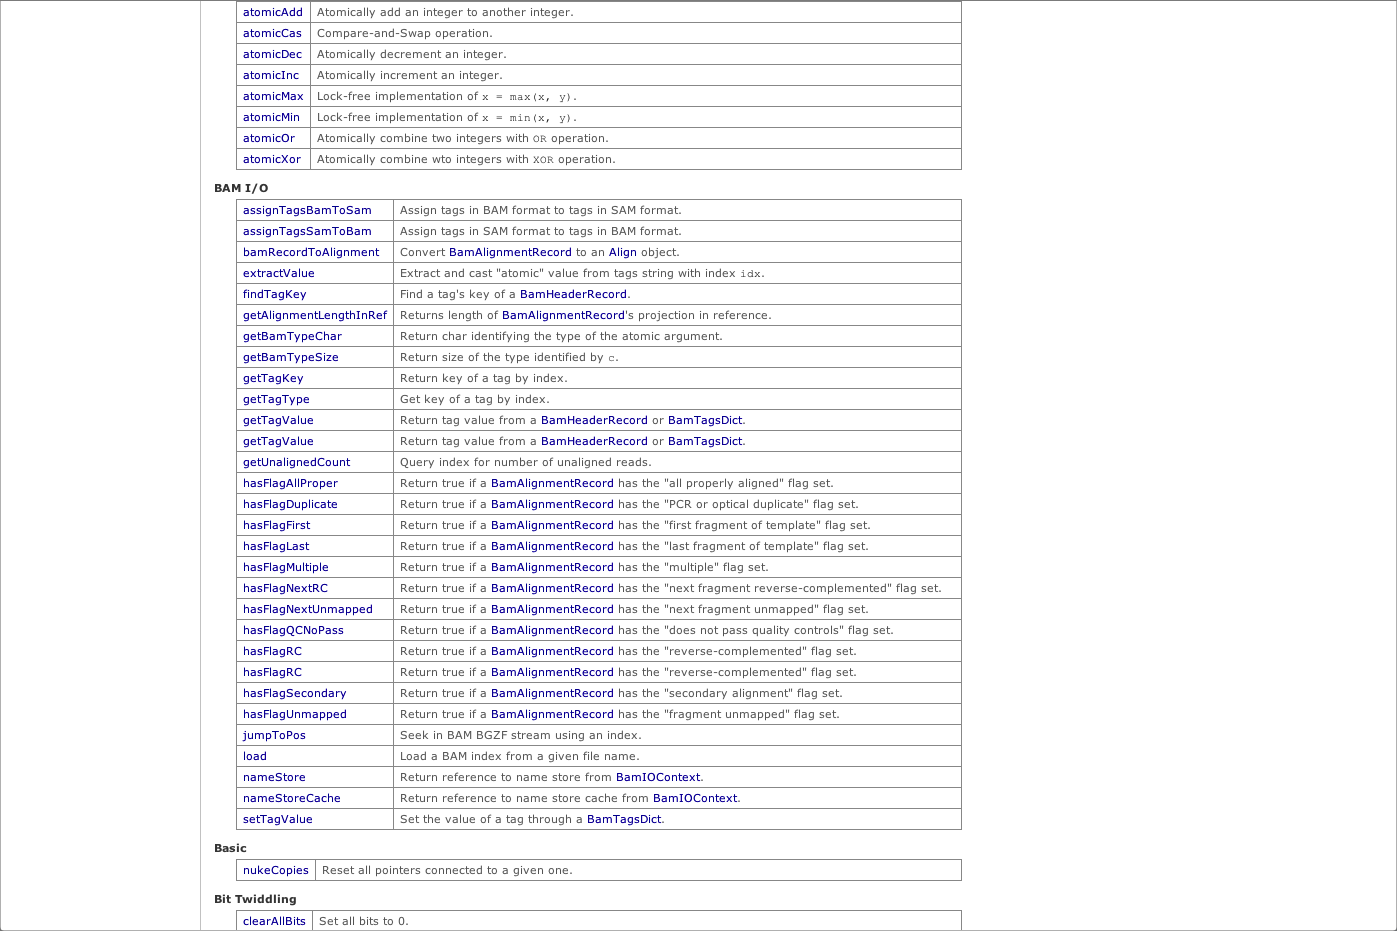 atomicAdd Atomically add an integer to another integer.
atomicCas Compare-and-Swap operation.
atomicDec Atomically decrement an integer.
atomicInc Atomically increment an integer.
atomicMax Lock-free implementation of x = max(x, y).
atomicMin Lock-free implementation of x = min(x, y).
atomicOr Atomically combine two integers with OR operation.
atomicXor Atomically combine wto integers with XOR operation.
BAM I/O
assignTagsBamToSam Assign tags in BAM format to tags in SAM format.
assignTagsSamToBam Assign tags in SAM format to tags in BAM format.
bamRecordToAlignment Convert BamAlignmentRecord to an Align object.
extractValue Extract and cast "atomic" value from tags string with index idx.
findTagKey Find a tag's key of a BamHeaderRecord.
getAlignmentLengthInRef Returns length of BamAlignmentRecord's projection in reference.
getBamTypeChar Return char identifying the type of the atomic argument.
getBamTypeSize Return size of the type identified by c.
getTagKey Return key of a tag by index.
getTagType Get key of a tag by index.
getTagValue Return tag value from a BamHeaderRecord or BamTagsDict.
getTagValue Return tag value from a BamHeaderRecord or BamTagsDict.
getUnalignedCount Query index for number of unaligned reads.
hasFlagAllProper Return true if a BamAlignmentRecord has the "all properly aligned" flag set.
hasFlagDuplicate Return true if a BamAlignmentRecord has the "PCR or optical duplicate" flag set.
hasFlagFirst Return true if a BamAlignmentRecord has the "first fragment of template" flag set.
hasFlagLast Return true if a BamAlignmentRecord has the "last fragment of template" flag set.
hasFlagMultiple Return true if a BamAlignmentRecord has the "multiple" flag set.
hasFlagNextRC Return true if a BamAlignmentRecord has the "next fragment reverse-complemented" flag set.
hasFlagNextUnmapped Return true if a BamAlignmentRecord has the "next fragment unmapped" flag set.
hasFlagQCNoPass Return true if a BamAlignmentRecord has the "does not pass quality controls" flag set.
hasFlagRC Return true if a BamAlignmentRecord has the "reverse-complemented" flag set.
hasFlagRC Return true if a BamAlignmentRecord has the "reverse-complemented" flag set.
hasFlagSecondary Return true if a BamAlignmentRecord has the "secondary alignment" flag set.
hasFlagUnmapped Return true if a BamAlignmentRecord has the "fragment unmapped" flag set.
jumpToPos Seek in BAM BGZF stream using an index.
load Load a BAM index from a given file name.
nameStore Return reference to name store from BamIOContext.
nameStoreCache Return reference to name store cache from BamIOContext.
setTagValue Set the value of a tag through a BamTagsDict.
Basic
nukeCopies Reset all pointers connected to a given one.
Bit Twiddling
clearAllBits Set all bits to 0.